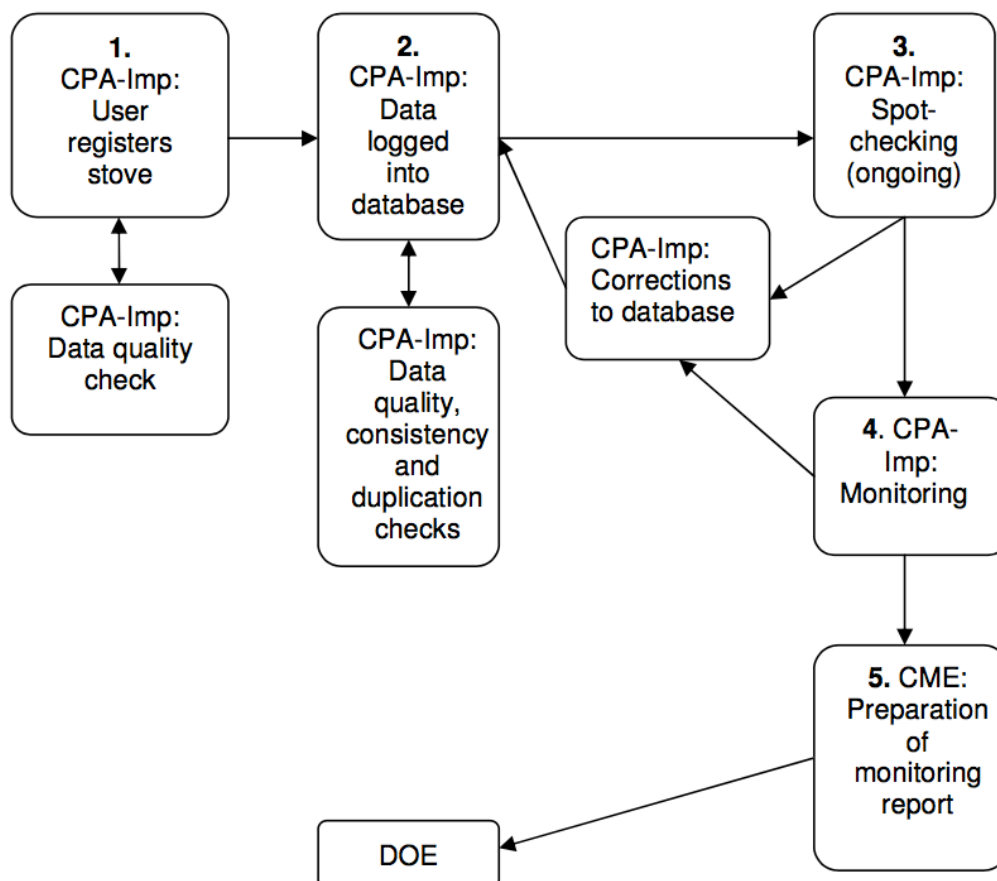 1.
CPA-Imp:
User
registers
stove
2.
CPA-Imp:
Data
logged
into
database
3.
CPA-Imp:
Spot-
checking
(ongoing)
CPA-Imp:
Corrections
to database
CPA-Imp:
Data quality
check
CPA-Imp:
Data
quality,
consistency
and
duplication
checks
4. CPA-
Imp:
Monitoring
5. CME:
Preparation
of
monitoring
report
DOE